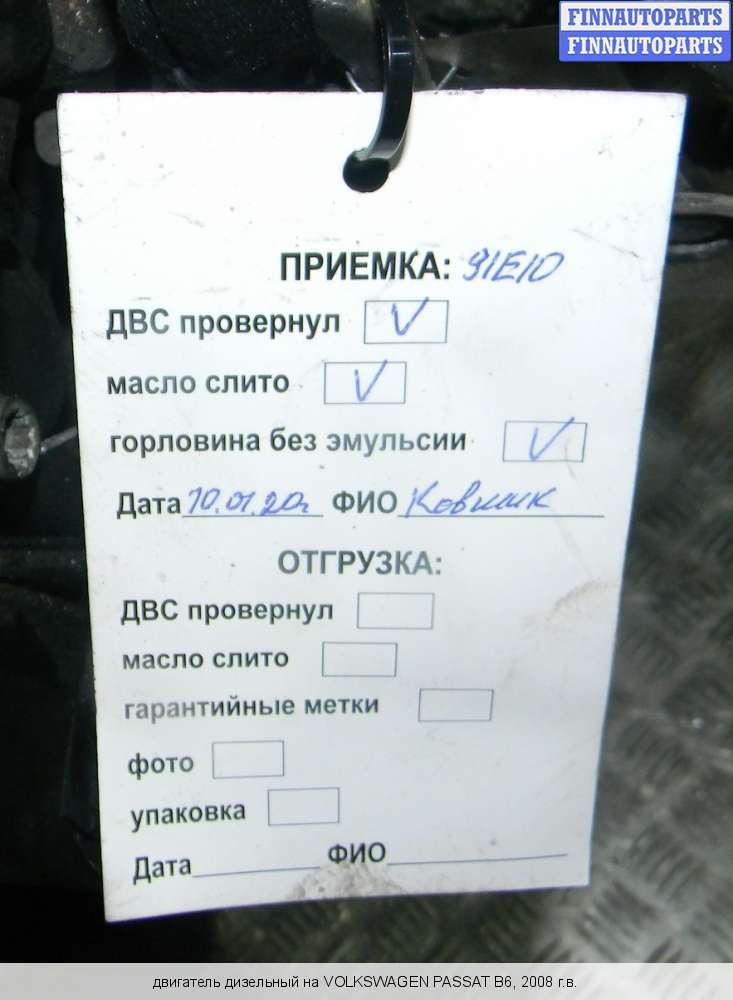 FINNAUTOPARTS
FINNAUTOPARTS
ПРИЕМКА: 91E10
ДВС провернул V
масло слито V
горловина без эмульсии V
Дата 10.01.20г ФИО
ОТГРУЗКА:
ДВС провернул
масло слито
гарантийные метки
фото
упаковка
Дата ФИО
двигатель дизельный на VOLKSWAGEN PASSAT B6, 2008 г.в.